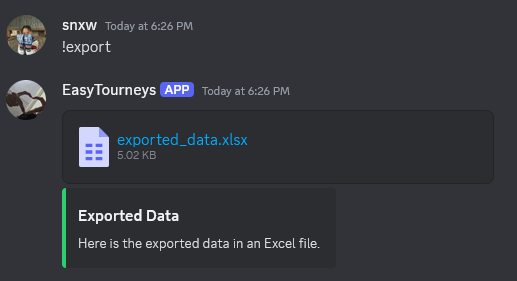 snxw Today at 6:26 PM
!export
EasyTourneys APP Today at 6:26 PM
exported_data.xlsx
5.02 KB
Exported Data
Here is the exported data in an Excel file.